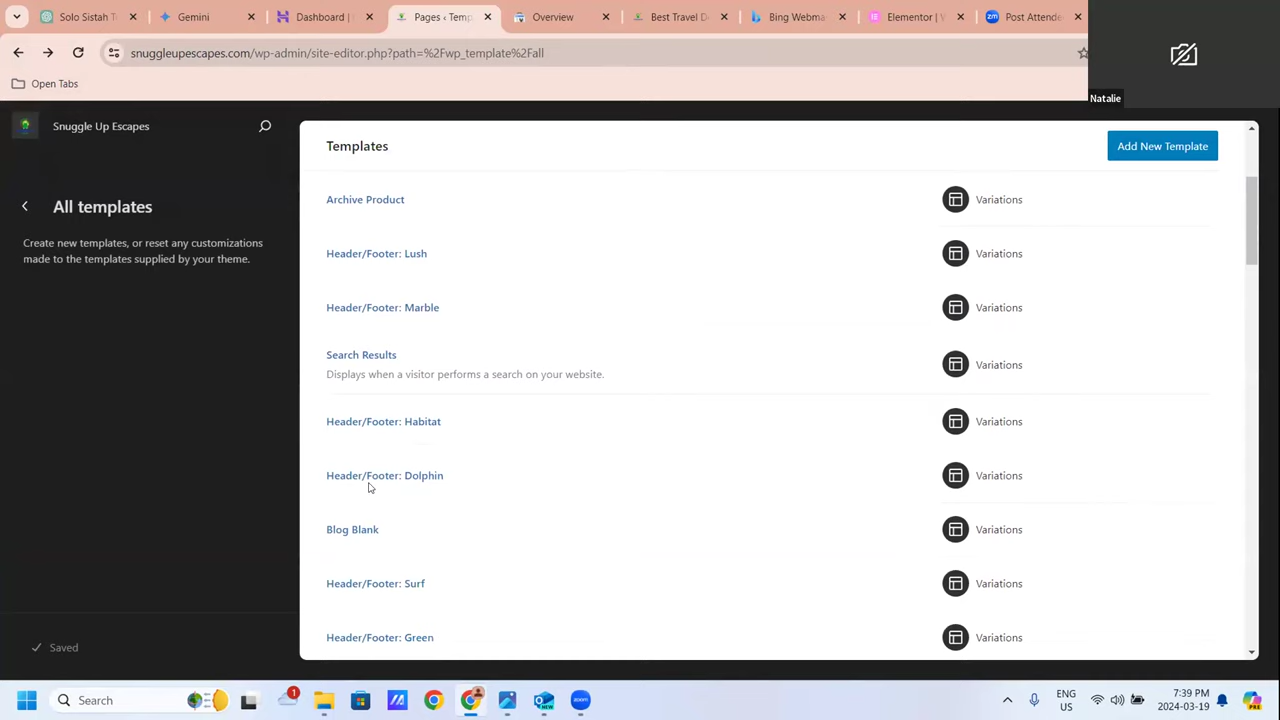 Solo Sistah T
Gemini
Dashboard |
Pages ‹ Temp
Overview
Best Travel D
Bing Webma
Elementor | V
Post Attende
snuggleupescapes.com/wp-admin/site-editor.php?path=%2Fwp_template%2Fall
Open Tabs
Natalie
Snuggle Up Escapes
All templates
Create new templates, or reset any customizations
made to the templates supplied by your theme.
Saved
Templates
Add New Template
Archive Product
Variations
Header/Footer: Lush
Variations
Header/Footer: Marble
Variations
Search Results
Displays when a visitor performs a search on your website.
Variations
Header/Footer: Habitat
Variations
Header/Footer: Dolphin
Variations
Blog Blank
Variations
Header/Footer: Surf
Variations
Header/Footer: Green
Variations
Search
1
NEW
zoom
ENG
US
7:39 PM
2024-03-19
PRE